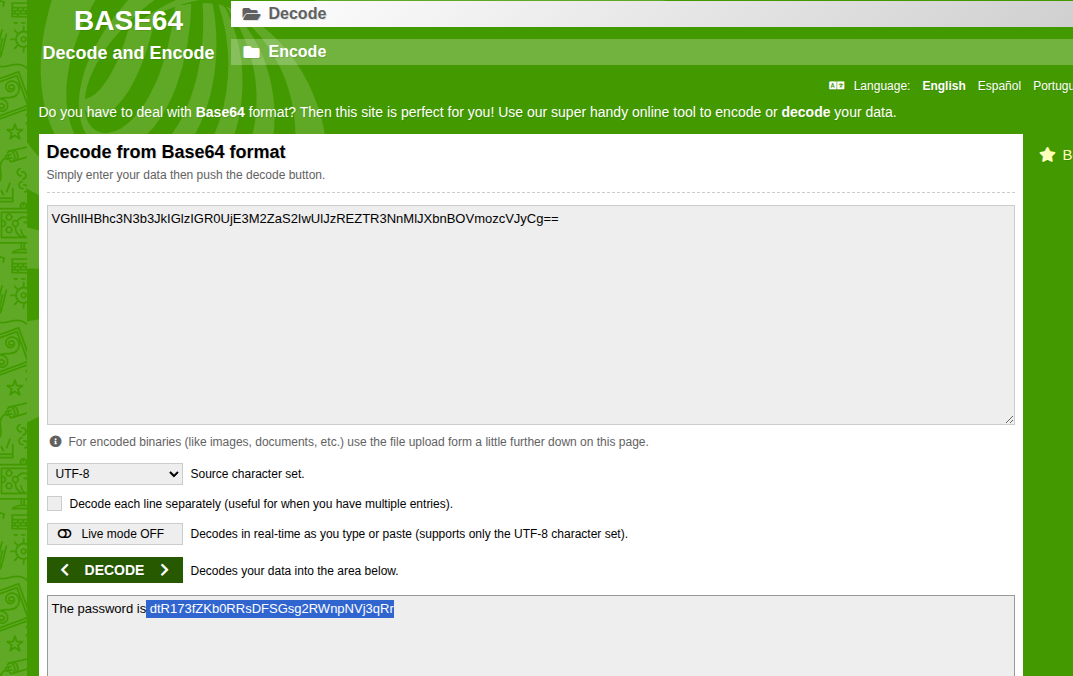 BASE64
Decode and Encode
Decode
Encode
Language: English Español Portugu
Do you have to deal with Base64 format? Then this site is perfect for you! Use our super handy online tool to encode or decode your data.
Decode from Base64 format
Simply enter your data then push the decode button.
B
VGhlIHBhc3N3b3JkIGlzIGR0UjE3M2ZaS2IwUlJzREZTR3NnMlJXbnBOVmozcVJyCg==
For encoded binaries (like images, documents, etc.) use the file upload form a little further down on this page.
UTF-8 Source character set.
Decode each line separately (useful for when you have multiple entries).
Live mode OFF Decodes in real-time as you type or paste (supports only the UTF-8 character set).
DECODE Decodes your data into the area below.
The password is dtR173fZKb0RRsDFSGsg2RWnpNVj3qRr